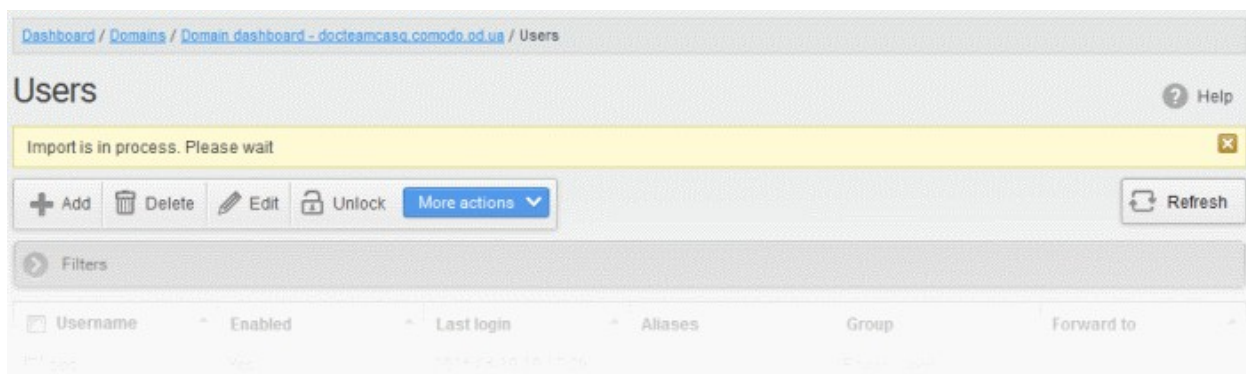 Dashboard / Domains / Domain dashboard - docteamcasg.comodo.od.ua / Users
Users
Help
Import is in process. Please wait
Add Delete Edit Unlock More actions Refresh
Filters
Username Enabled Last login Aliases Group Forward to